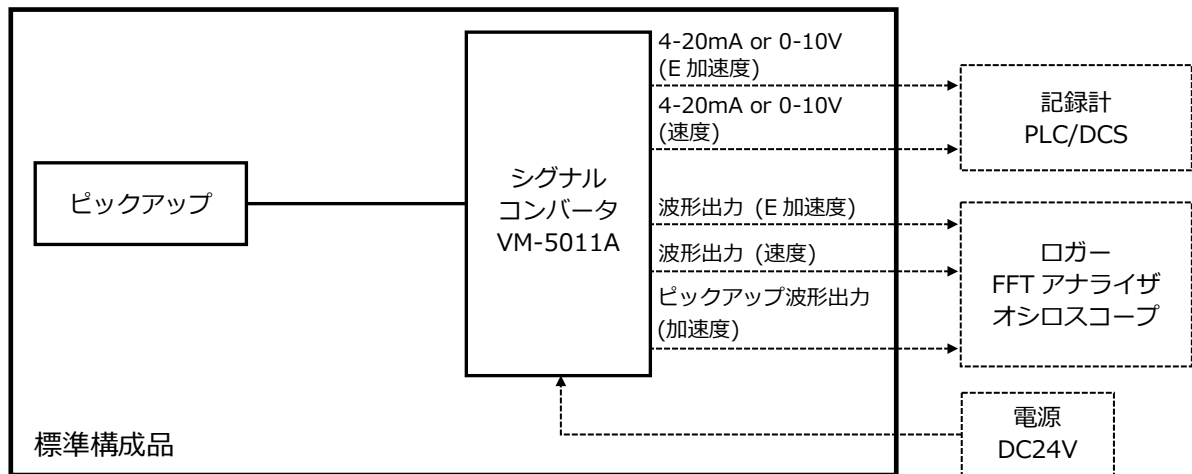 4-20mA or 0-10V
(E 加速度)
4-20mA or 0-10V
(速度)
記録計
PLC/DCS
ピックアップ
シグナル
コンバータ
VM-5011A
波形出力 (E 加速度)
波形出力 (速度)
ピックアップ波形出力
(加速度)
ロガー
FFT アナライザ
オシロスコープ
標準構成品
電源
DC24V